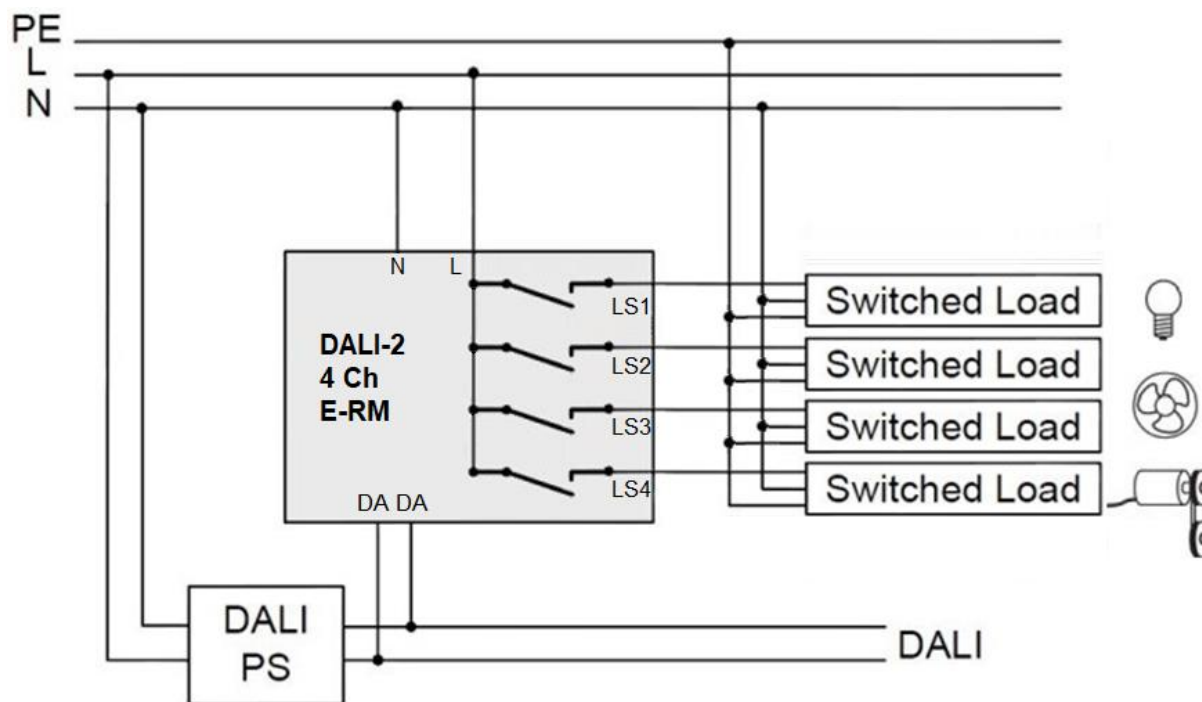 PE
L
N
N L
LS1
LS2
LS3
LS4
DALI-2
4 Ch
E-RM
DA DA
Switched Load
Switched Load
Switched Load
Switched Load
DALI
PS
DALI